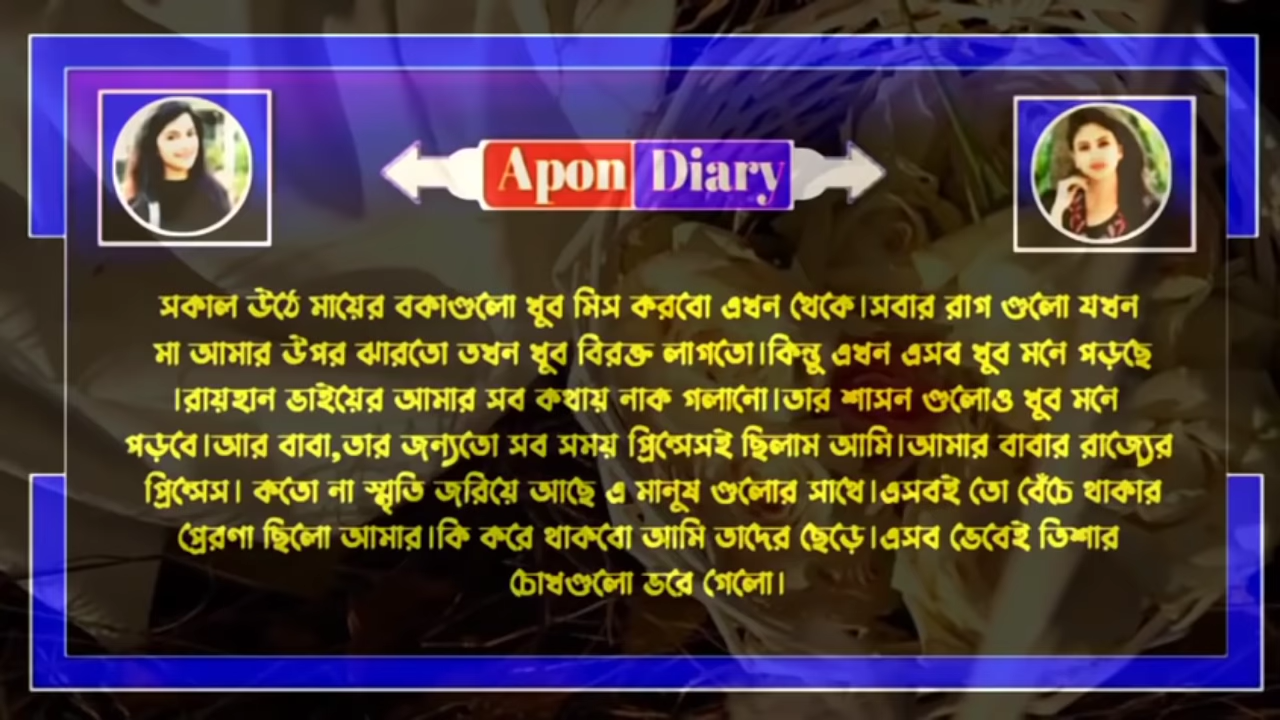 Apon Diary
সকাল উঠে মায়ের বকাগুলো খুব মিস করবো এখন থেকে।সবার রাগ গুলো যখন
মা আমার উপর ঝারতো তখন খুব বিরক্ত লাগতো।কিন্তু এখন এসব খুব মনে পড়ছে
।রায়হান ভাইয়ের আমার সব কথায় নাক গলানো।তার শাসন গুলোও খুব মনে
পড়বে।আর বাবা,তার জন্যতো সব সময় প্রিন্সেসই ছিলাম আমি।আমার বাবার রাজ্যের
প্রিন্সেস। কতো না স্মৃতি জরিয়ে আছে এ মানুষ গুলোর সাথে।এসবই তো বেঁচে থাকার
প্রেরণা ছিলো আমার।কি করে থাকবো আমি তাদের ছেড়ে।এসব ভেবেই তিশার
চোখগুলো ভরে গেলো।